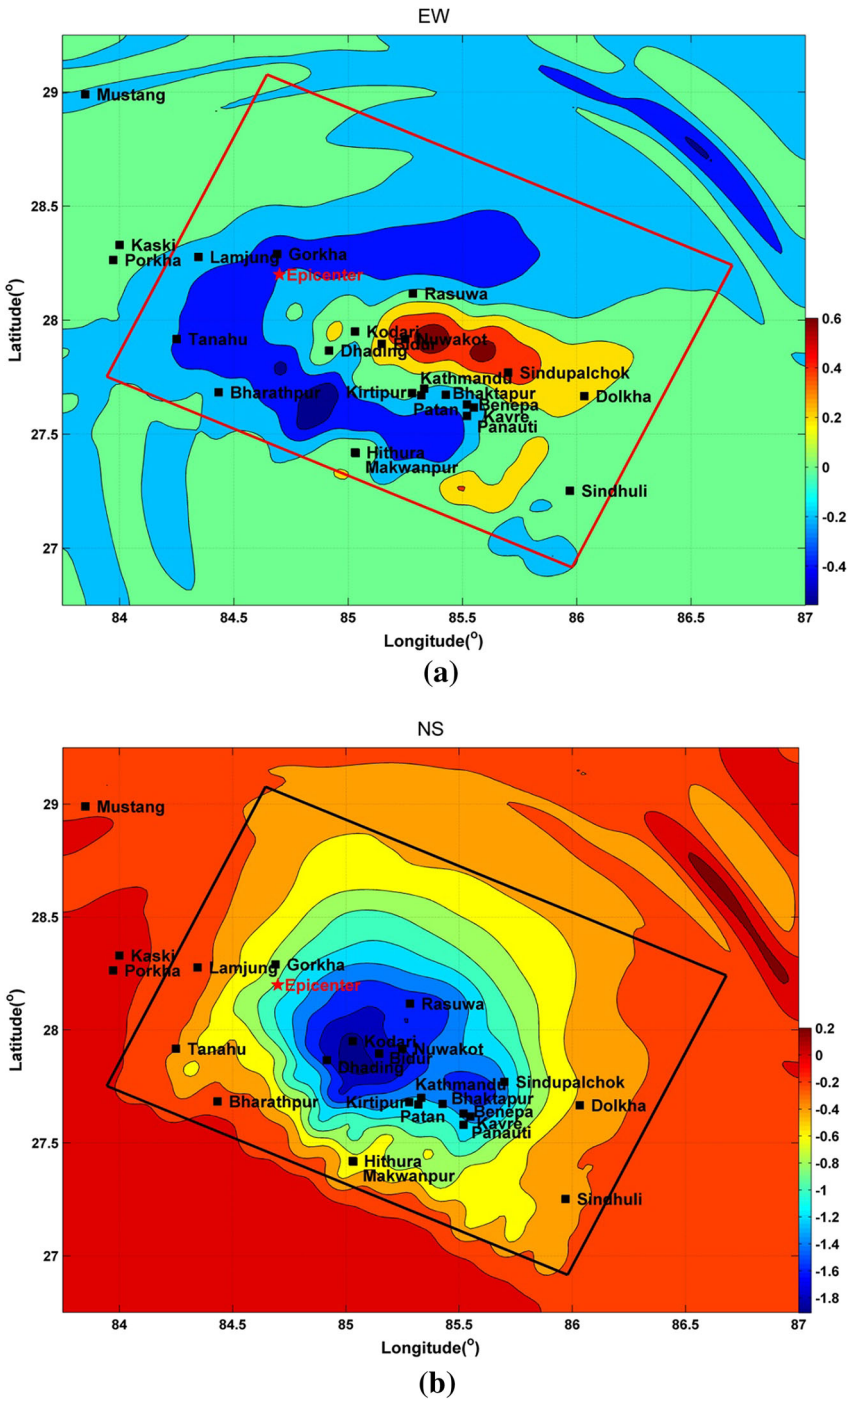 EW
Latitude(o)
29
28.5
28
27.5
27
Mustang
Kaski
Porkha
Lamjung
Gorkha
Epicenter
Rasuwa
Tanahu
Kodari
Nuwakot
Bidur
Dhading
Sindupalchok
Kathmandu
Bharathpur
Kirtipur
Bhaktapur
Dolkha
Patan
Benepa
Kavre
Panauti
Hithura
Makwanpur
Sindhuli
0.6
0.4
0.2
0
-0.2
-0.4
84
84.5
85
85.5
86
86.5
87
Longitude(o)
(a)
NS
Latitude(o)
29
28.5
28
27.5
27
Mustang
Kaski
Porkha
Lamjung
Gorkha
Epicenter
Rasuwa
Tanahu
Kodari
Nuwakot
Bidur
Dhading
Kathmandu
Sindupalchok
Bharathpur
Kirtipur
Bhaktapur
Dolkha
Patan
Benepa
Kavre
Panauti
Hithura
Makwanpur
Sindhuli
0.2
0
-0.2
-0.4
-0.6
-0.8
-1
-1.2
-1.4
-1.6
-1.8
84
84.5
85
85.5
86
86.5
87
Longitude(o)
(b)